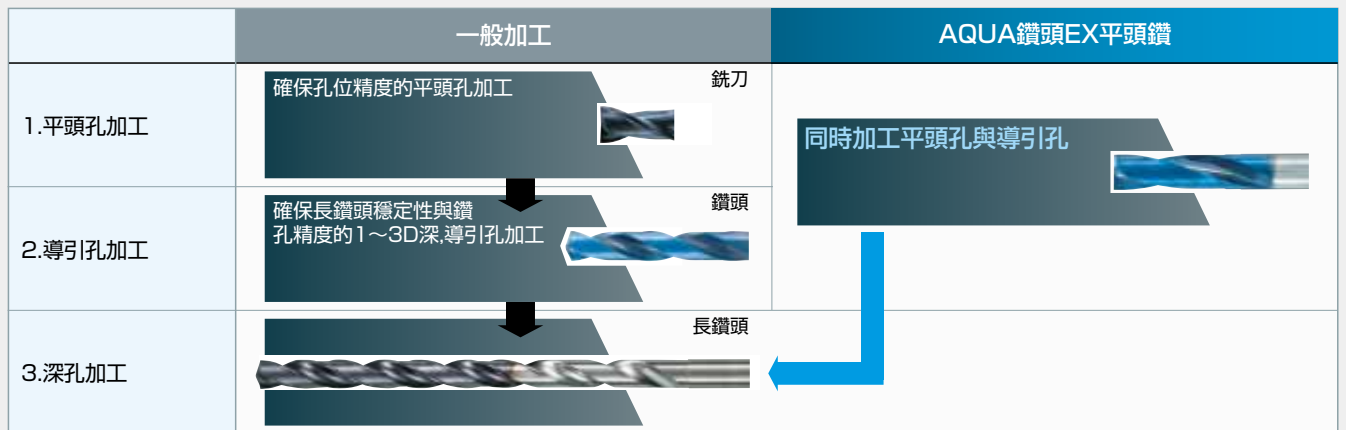 一般加工
AQUA鑽頭EX平頭鑽
1.平頭孔加工
確保孔位精度的平頭孔加工
銑刀
同時加工平頭孔與導引孔
2.導引孔加工
確保長鑽頭穩定性與鑽
孔精度的1～3D深,導引孔加工
鑽頭
3.深孔加工
長鑽頭